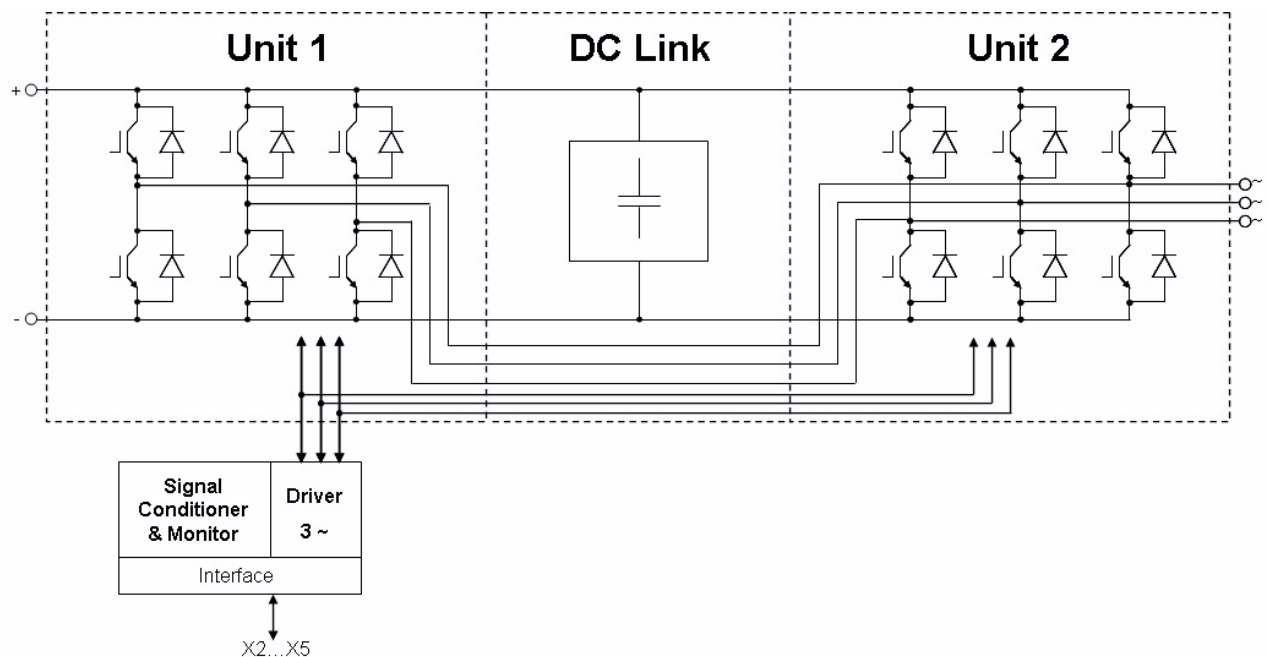 Unit 1
DC Link
Unit 2
+
~
~
~
-
Signal
Conditioner
& Monitor
Driver
3 ~
Interface
X2...X5